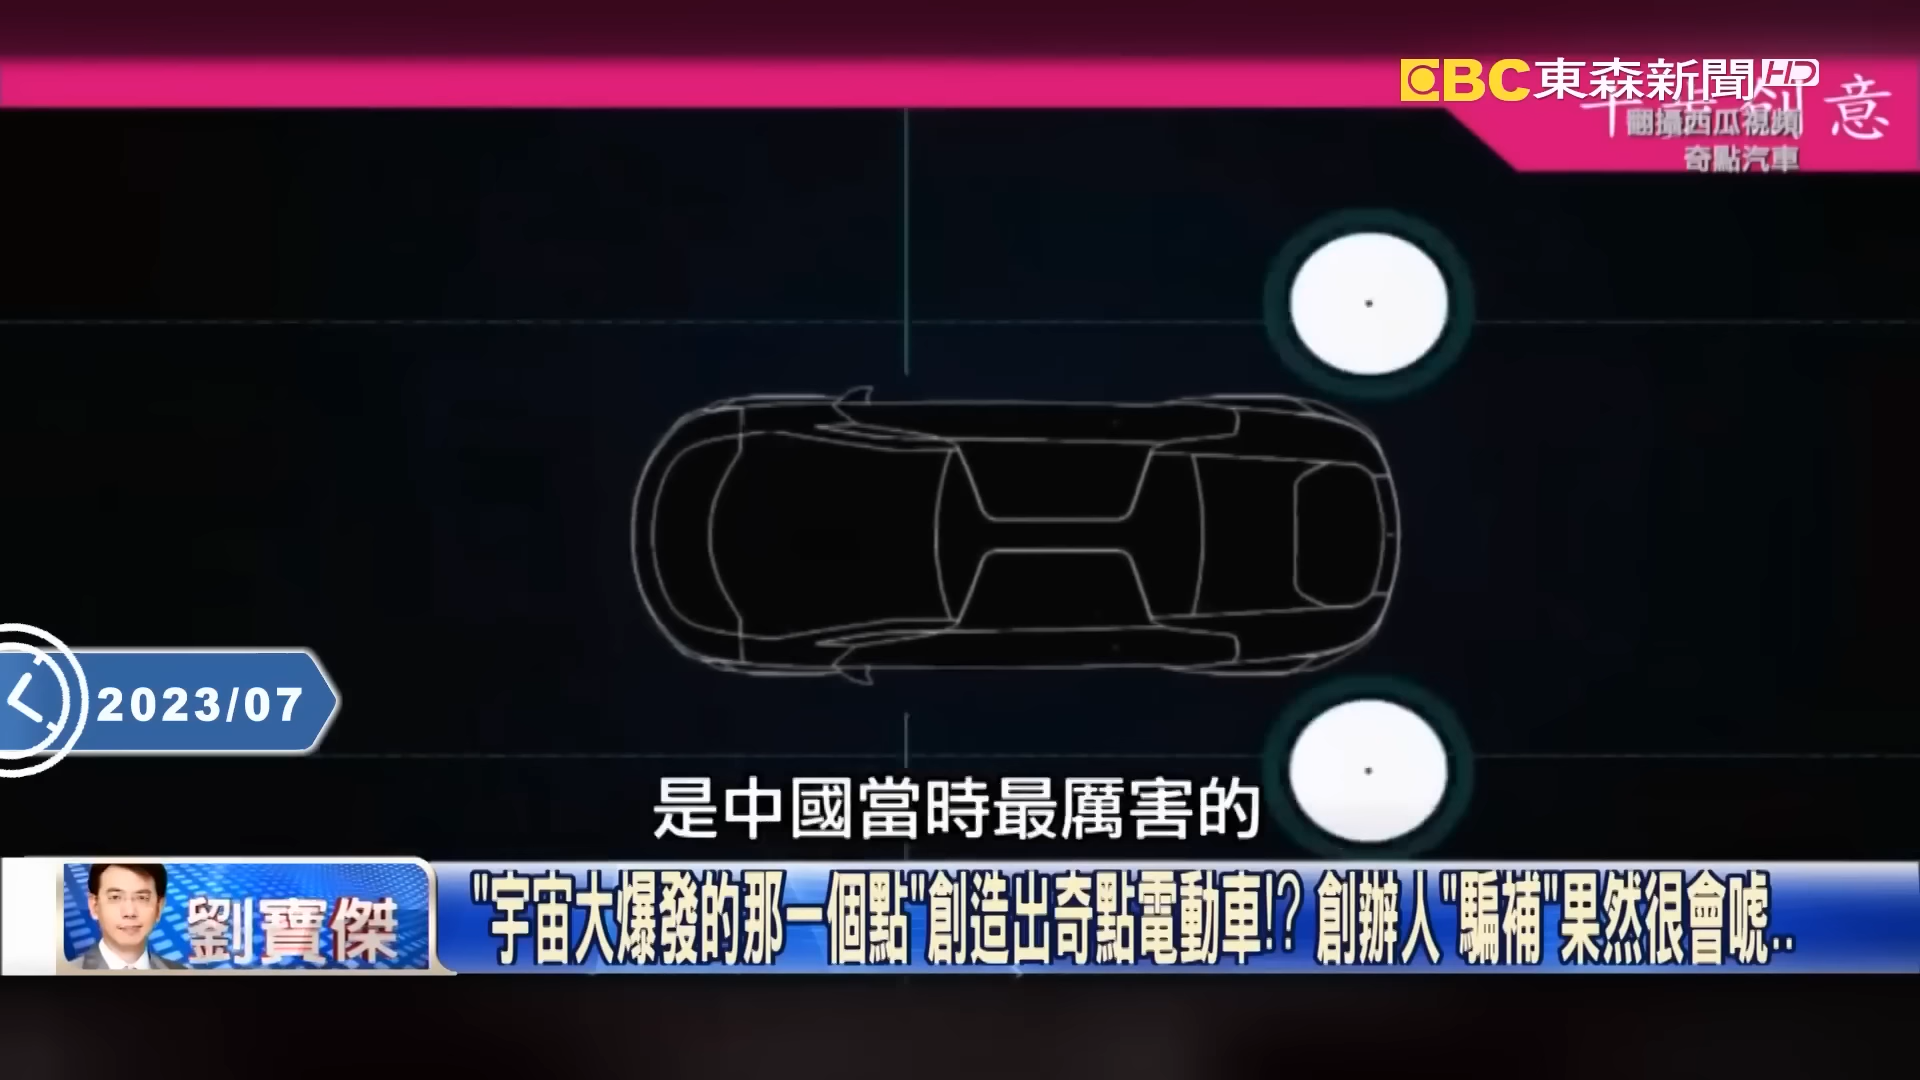 EBC東森新聞HD
意
翻攝西瓜視頻
奇點汽車
2023/07
是中國當時最厲害的
劉寶傑
"宇宙大爆發的那一個點"創造出奇點電動車!? 創辦人"騙補"果然很會唬..